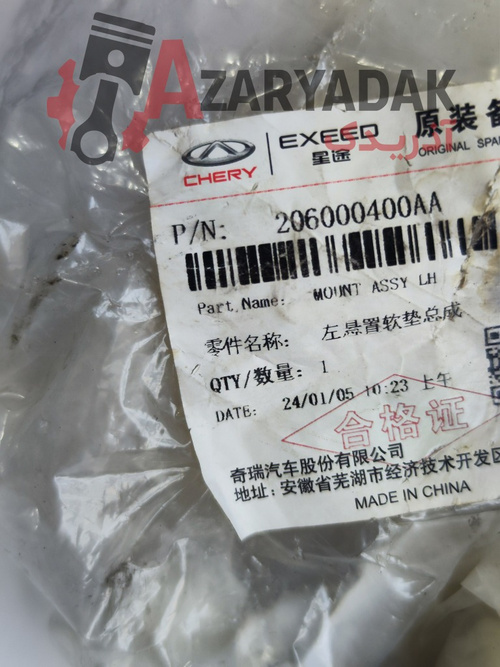 AZARYADAK
آذریدک
CHERY
EXEED
星途
原装备
ORIGINAL SPA
P/N: 206000400AA
Part Name: MOUNT ASSY LH
零件名称: 左悬置软垫总成
QTY/数量: 1
DATE: 24/01/05 10:23 上午
合格证
奇瑞汽车股份有限公司
地址: 安徽省芜湖市经济技术开发区
MADE IN CHINA